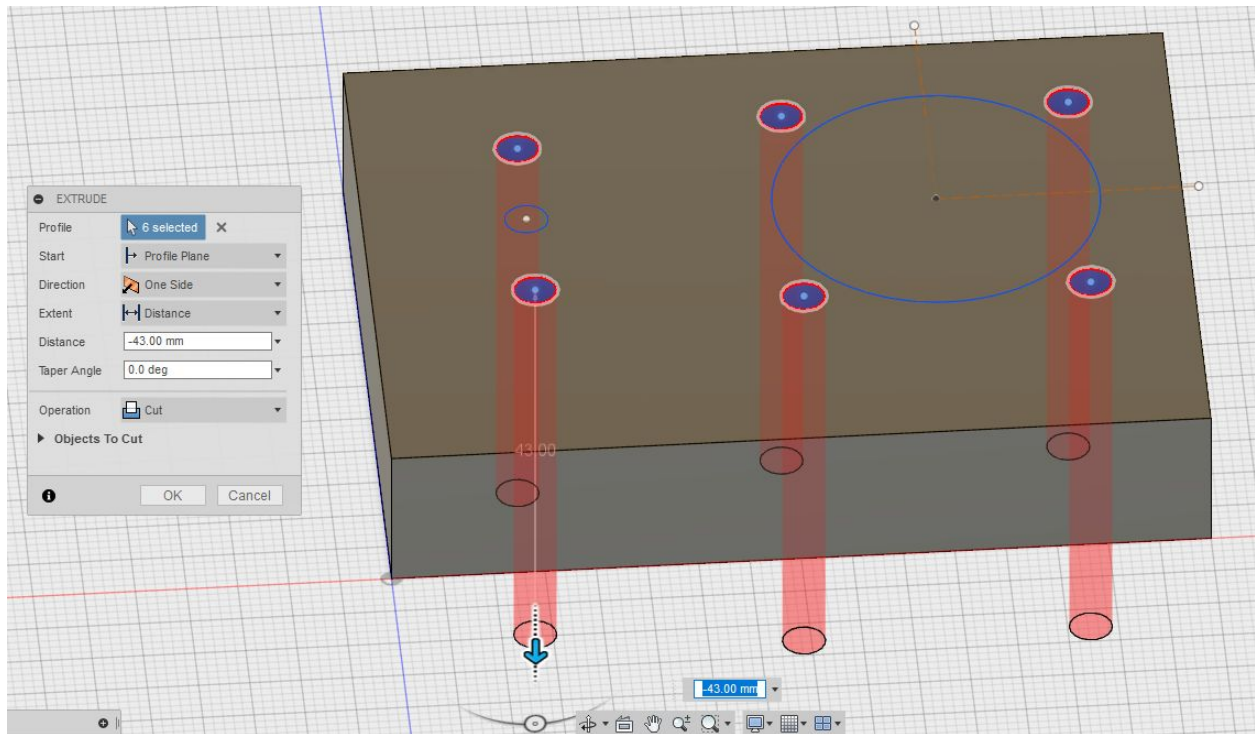 EXTRUDE
Profile 6 selected
Start Profile Plane
Direction One Side
Extent Distance
Distance -43.00 mm
Taper Angle 0.0 deg
Operation Cut
Objects To Cut
OK Cancel
43.00
-43.00 mm